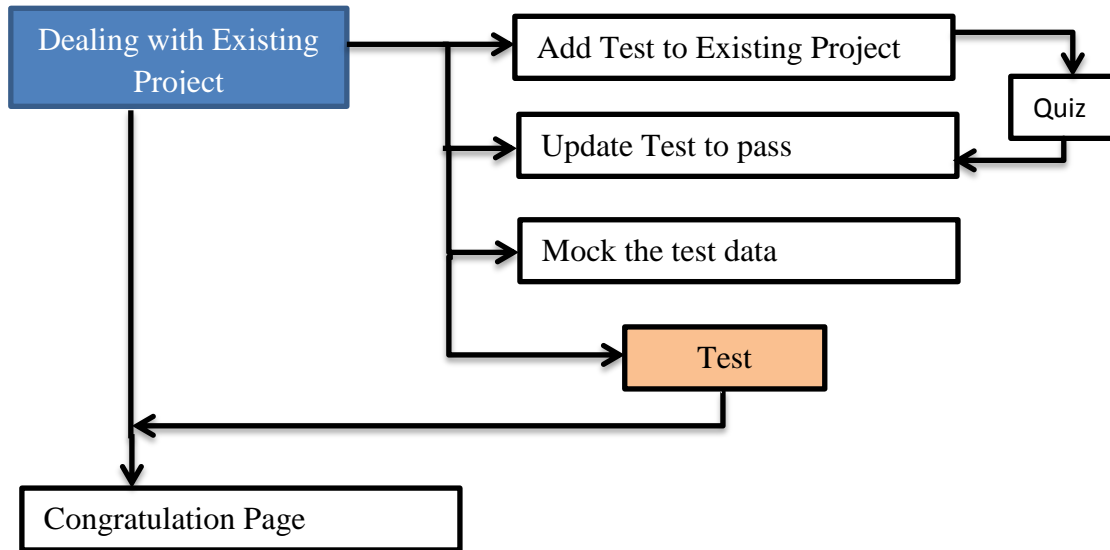 Dealing with Existing
Project
Add Test to Existing Project
Quiz
Update Test to pass
Mock the test data
Test
Congratulation Page